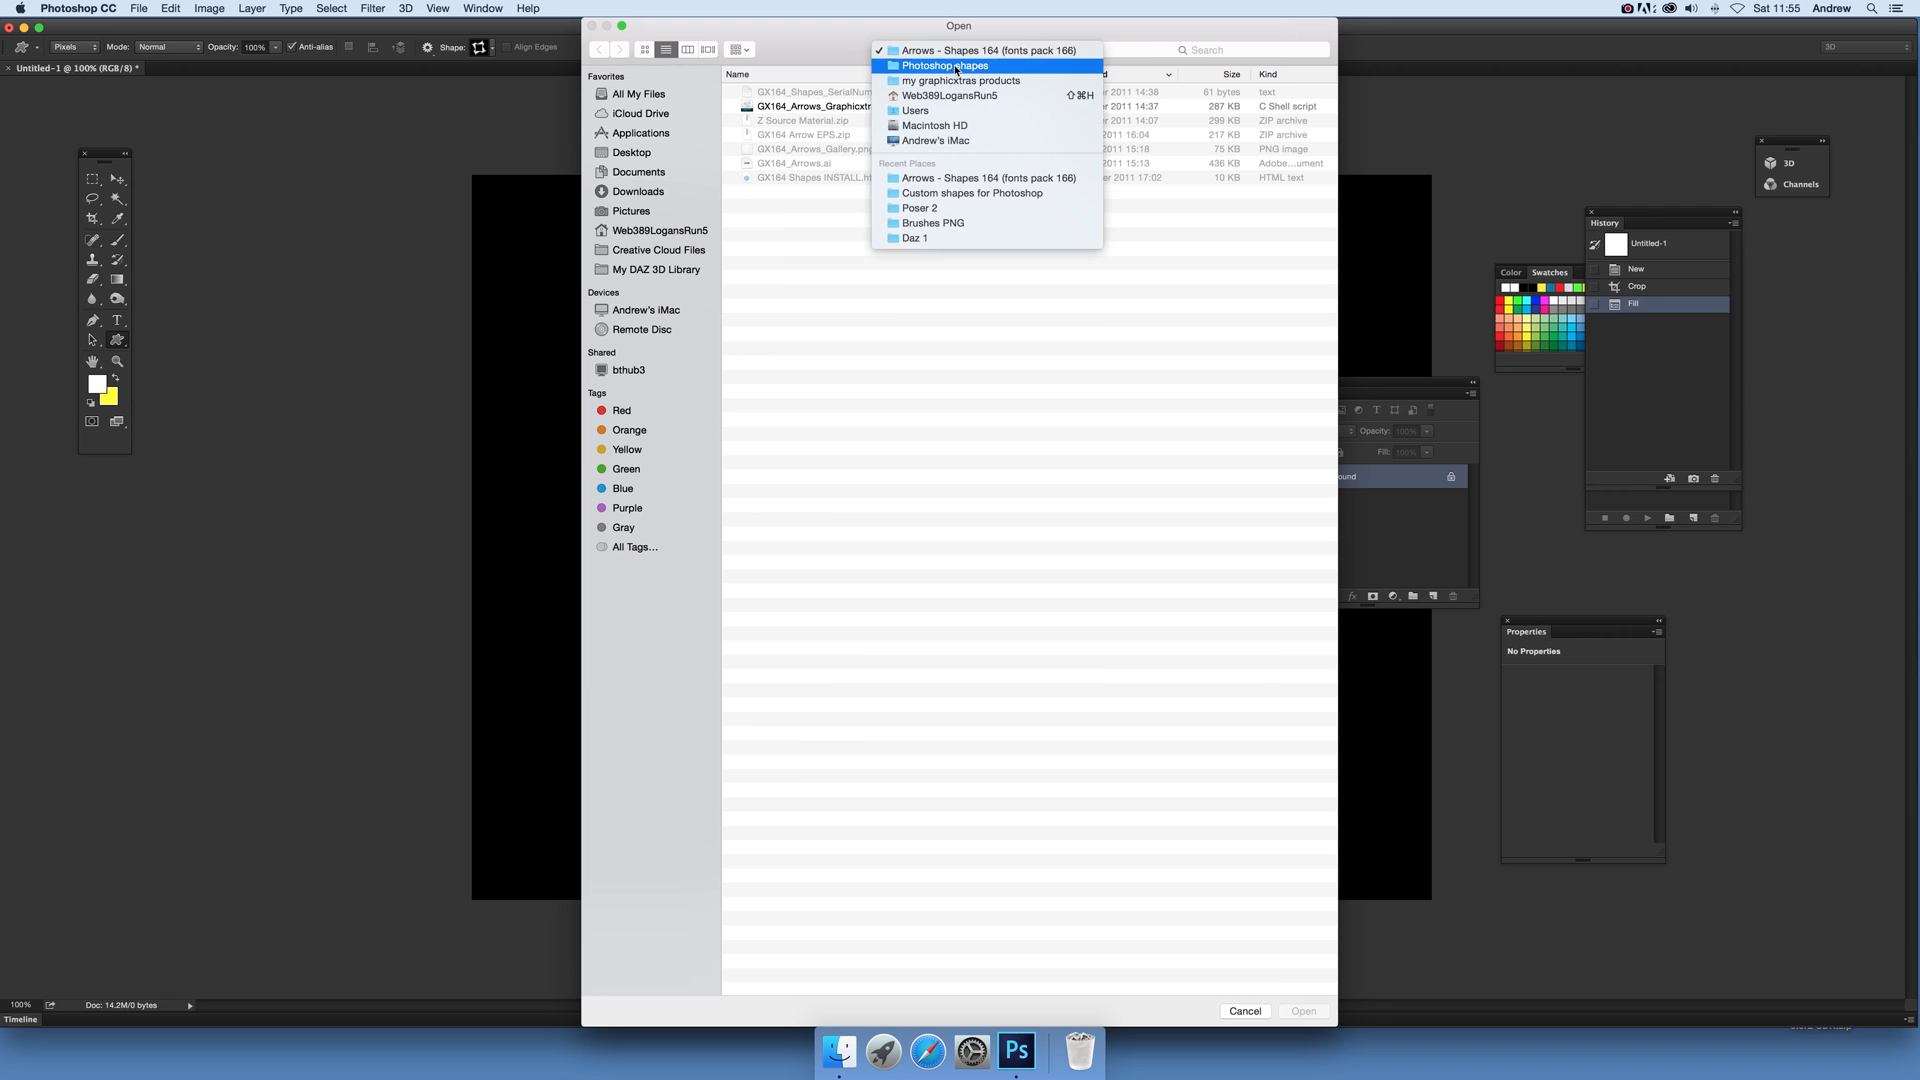 Photoshop CC File Edit Image Layer Type Select Filter 3D View Window Help Sat 11:55 Andrew
Open
Pixels Mode: Normal Opacity: 100% Anti-alias Shape: Align Edges 3D
Untitled-1 @ 100% (RGB/8) *
Search
Arrows - Shapes 164 (fonts pack 166)
Photoshop shapes
my graphicxtras products
Web389LogansRun5 ⇧⌘H
Users
Macintosh HD
Andrew's iMac
Recent Places
Arrows - Shapes 164 (fonts pack 166)
Custom shapes for Photoshop
Poser 2
Brushes PNG
Daz 1
Favorites
All My Files
iCloud Drive
Applications
Desktop
Documents
Downloads
Pictures
Web389LogansRun5
Creative Cloud Files
My DAZ 3D Library
Devices
Andrew's iMac
Remote Disc
Shared
bthub3
Tags
Red
Orange
Yellow
Green
Blue
Purple
Gray
All Tags...
Name Size Kind
GX164_Shapes_SerialNum 2011 14:38 61 bytes text
GX164_Arrows_Graphicxtr 2011 14:37 287 KB C Shell script
Z Source Material.zip 2011 14:07 299 KB ZIP archive
GX164 Arrow EPS.zip 2011 16:04 217 KB ZIP archive
GX164_Arrows_Gallery.png 2011 15:18 75 KB PNG image
GX164_Arrows.ai 2011 15:13 436 KB Adobe...ument
GX164 Shapes INSTALL.ht 2011 17:02 10 KB HTML text
Cancel Open
3D
Channels
History
Untitled-1
New
Crop
Fill
Color Swatches
Opacity: 100%
Fill: 100%
ound
Properties
No Properties
100% Doc: 14.2M/0 bytes
Timeline
Ps